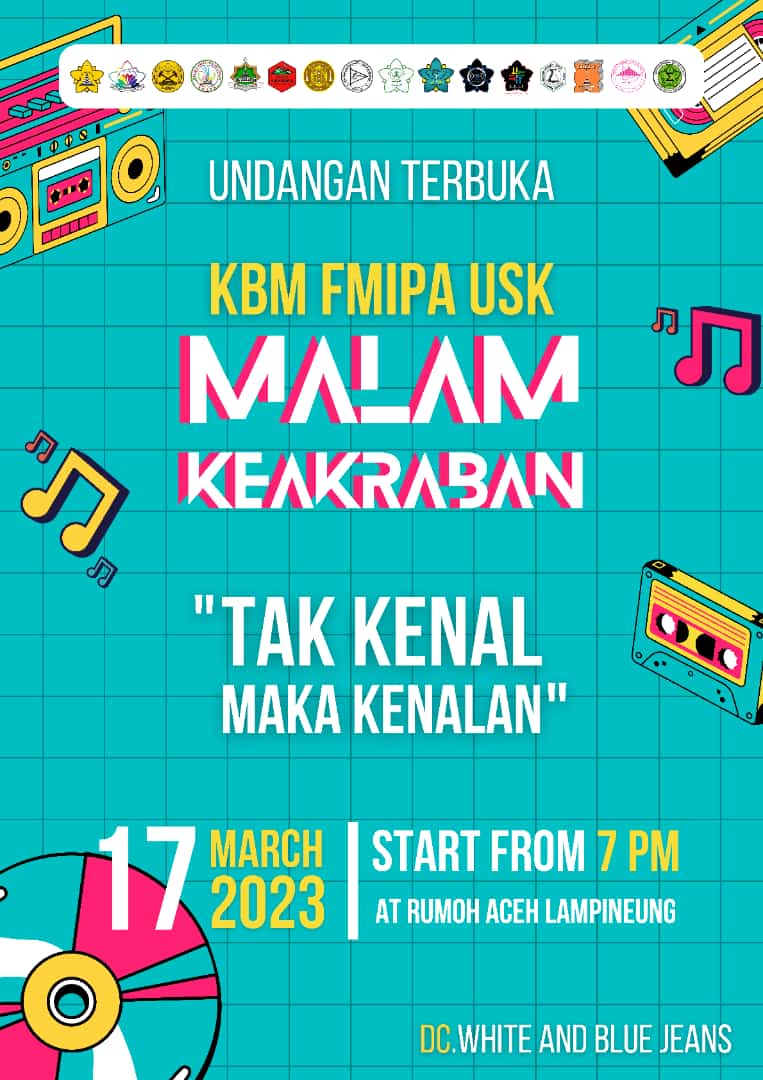 UNDANGAN TERBUKA
KBM FMIPA USK
MALAM
KEAKRABAN
"TAK KENAL
MAKA KENALAN"
17 MARCH 2023
START FROM 7 PM
AT RUMOH ACEH LAMPINEUNG
DC.WHITE AND BLUE JEANS